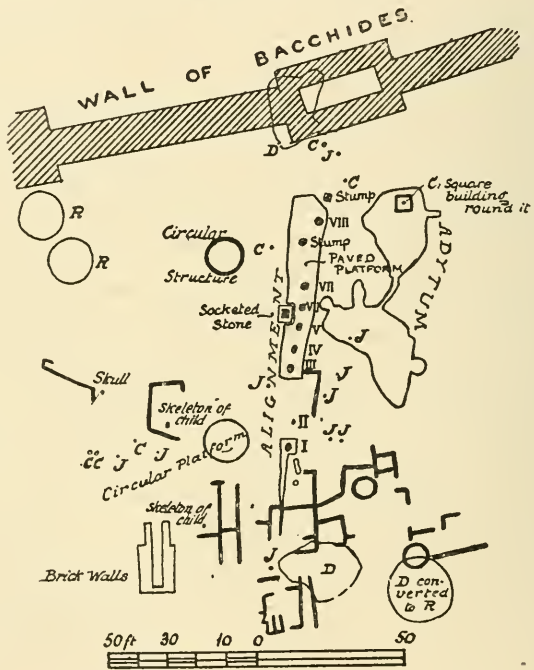 WALL OF BACCHIDES.
D
C
J
R
R
Circular
Structure
C
C
Stump
VIII
Stump
PAVED
PLATFORM
VII
VI
V
IV
III
Socketed
Stone
ALIGNMENT
C, Square
building
round it
ADYTUM
J
J
J
J
II
J J
I
Skull
Skeleton of
child
CC
J
C
J
Circular Platform
Skeleton of
child
Brick Walls
J
D
D con-
verted
to R
50ft 30 10 0 50